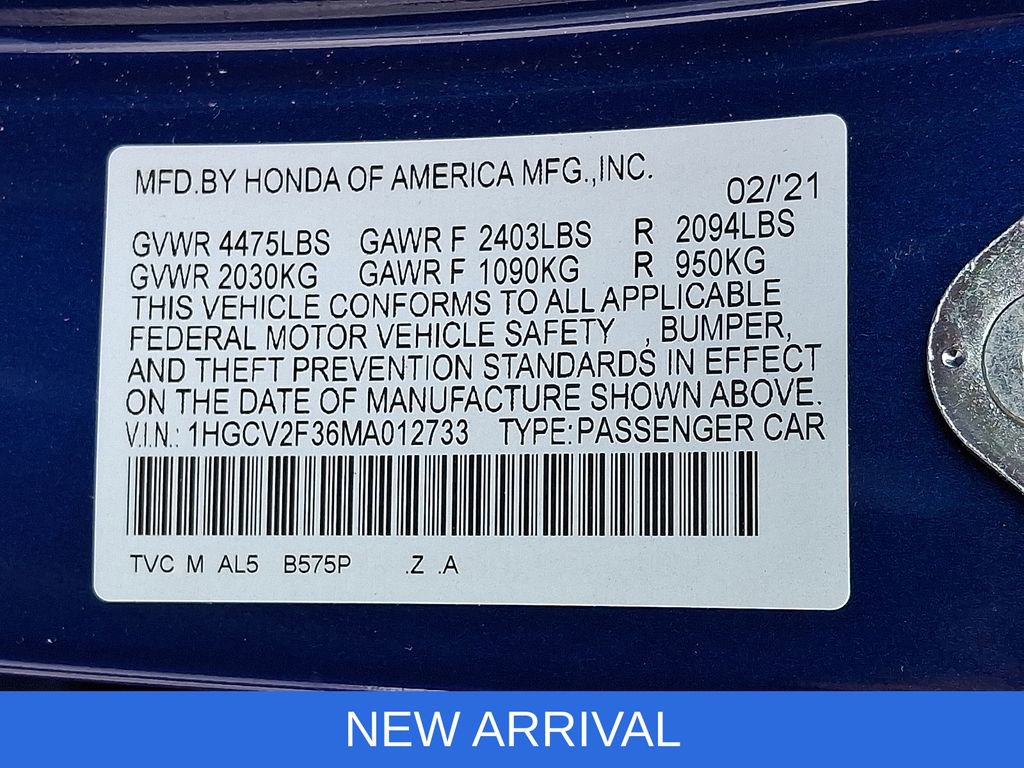 MFD.BY HONDA OF AMERICA MFG.,INC.
02/'21
GVWR 4475LBS GAWR F 2403LBS R 2094LBS
GVWR 2030KG GAWR F 1090KG R 950KG
THIS VEHICLE CONFORMS TO ALL APPLICABLE
FEDERAL MOTOR VEHICLE SAFETY , BUMPER,
AND THEFT PREVENTION STANDARDS IN EFFECT
ON THE DATE OF MANUFACTURE SHOWN ABOVE.
V.I.N.: 1HGCV2F36MA012733 TYPE:PASSENGER CAR
TVC M AL5 B575P .Z .A
NEW ARRIVAL